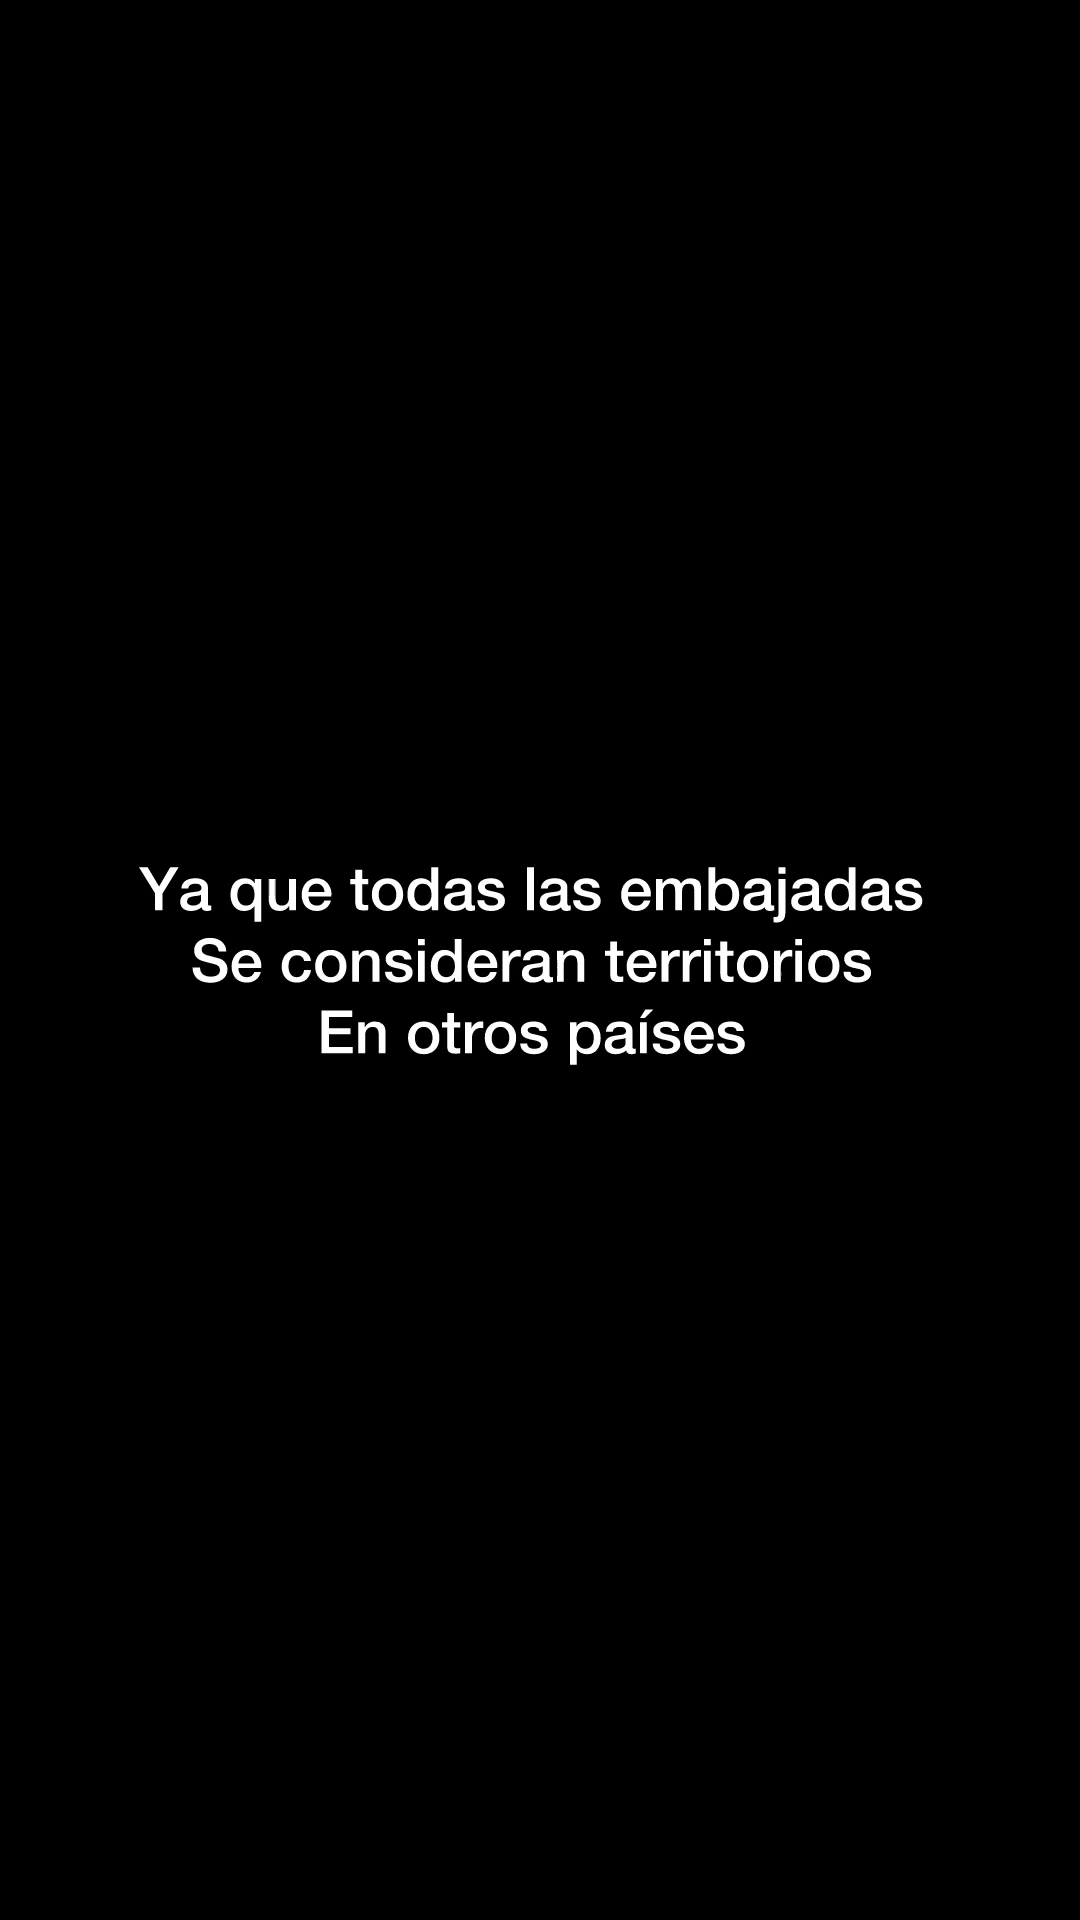 Ya que todas las embajadas
Se consideran territorios
En otros países